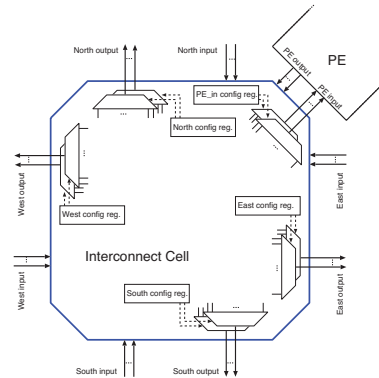 North output
North input
PE output
PE
PE input
PE_in config reg.
North config reg.
West output
East input
West config reg.
East config reg.
Interconnect Cell
West input
South config reg.
East output
South input
South output